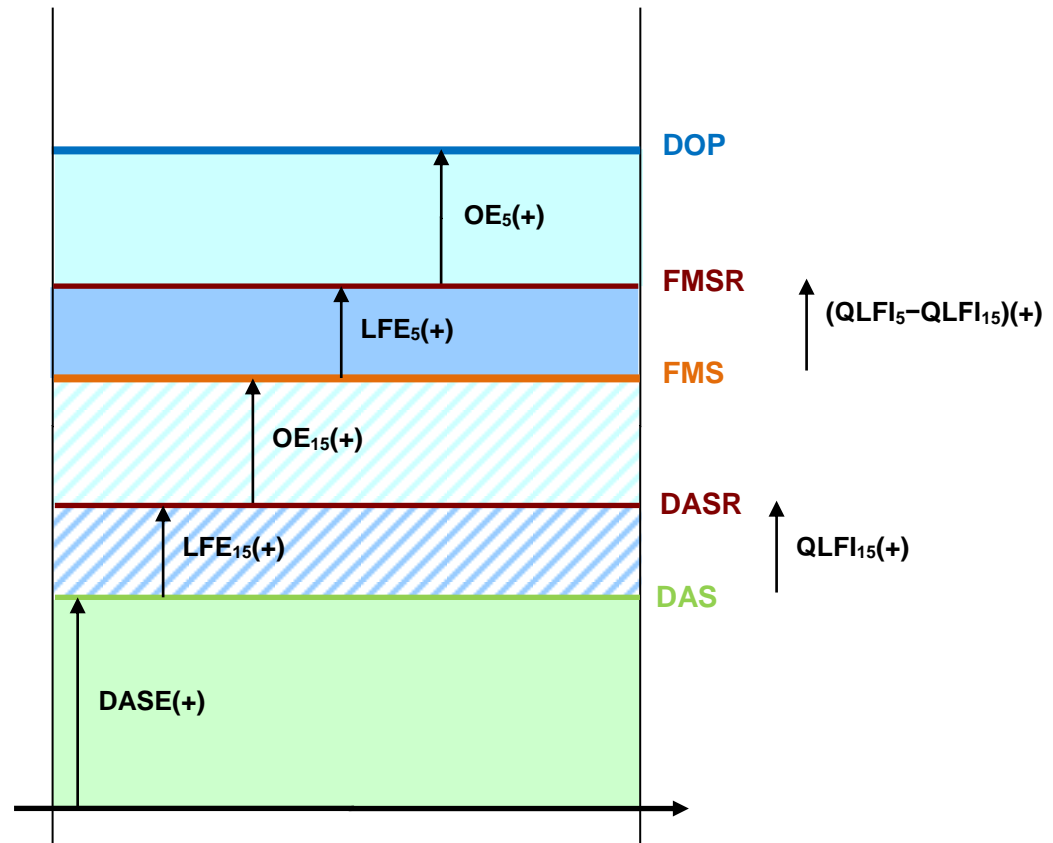 DOP
OE₅(+)
FMSR
(QLFI₅−QLFI₁₅)(+)
LFE₅(+)
FMS
OE₁₅(+)
DASR
LFE₁₅(+)
QLFI₁₅(+)
DAS
DASE(+)